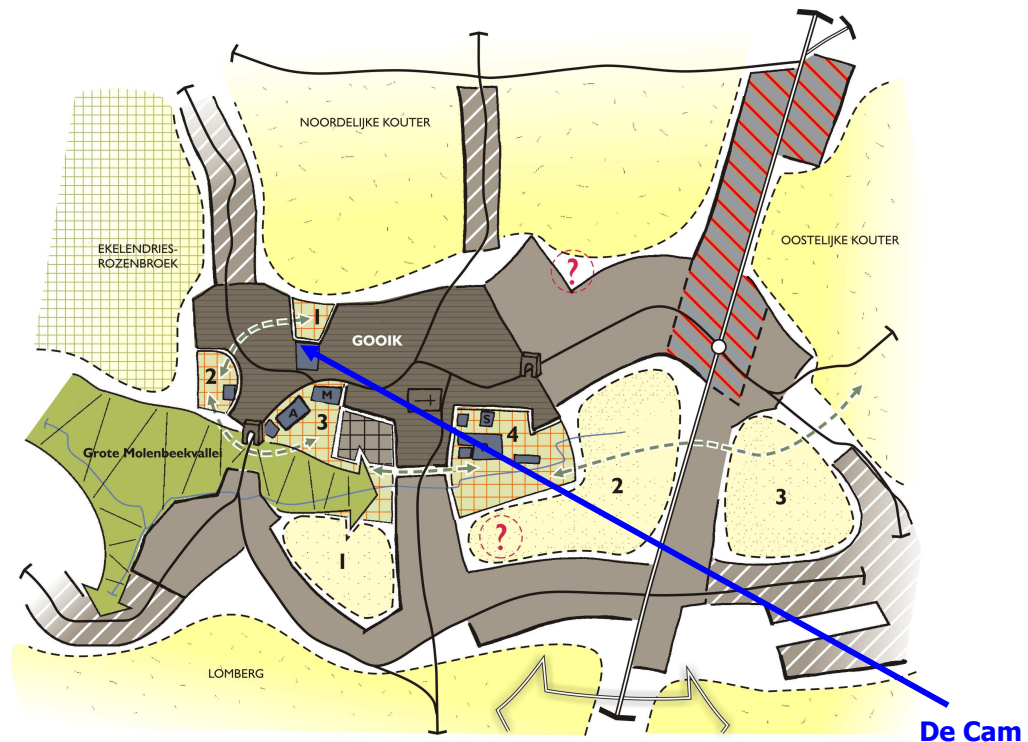 NOORDELIJKE KOUTER
EKELENDRIES-
ROZENBROEK
OOSTELIJKE KOUTER
?
1
GOOIK
2
M
A
3
S
4
Grote Molenbeekvallei
2
3
?
1
LOMBERG
De Cam